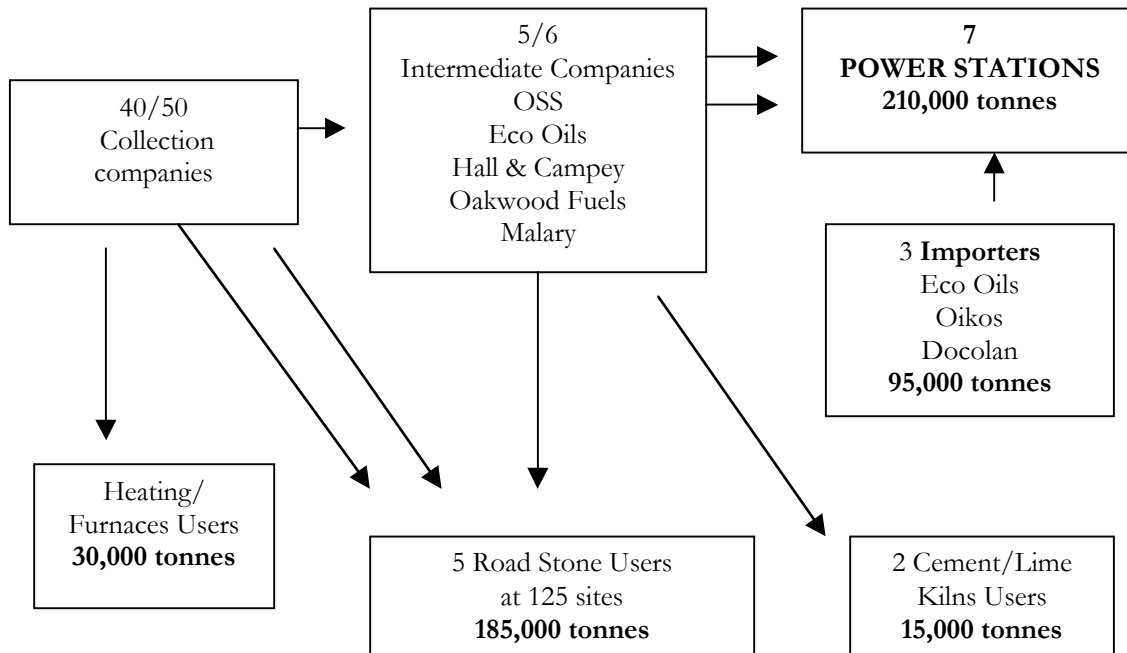 40/50
Collection
companies
5/6
Intermediate Companies
OSS
Eco Oils
Hall & Campey
Oakwood Fuels
Malary
7
POWER STATIONS
210,000 tonnes
3 Importers
Eco Oils
Oikos
Docolan
95,000 tonnes
Heating/
Furnaces Users
30,000 tonnes
5 Road Stone Users
at 125 sites
185,000 tonnes
2 Cement/Lime
Kilns Users
15,000 tonnes